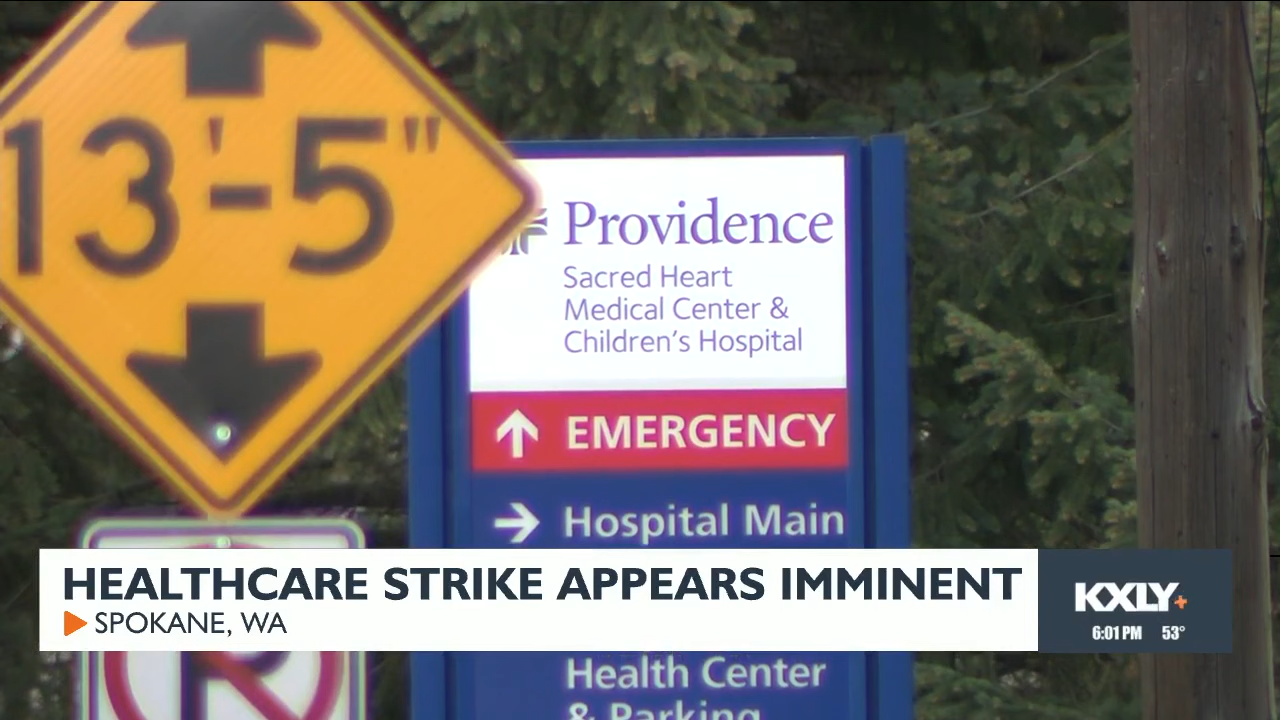 13'-5"
Providence
Sacred Heart
Medical Center &
Children's Hospital
EMERGENCY
Hospital Main
HEALTHCARE STRIKE APPEARS IMMINENT
SPOKANE, WA
KXLY+
6:01 PM 53°
Health Center
& Parking